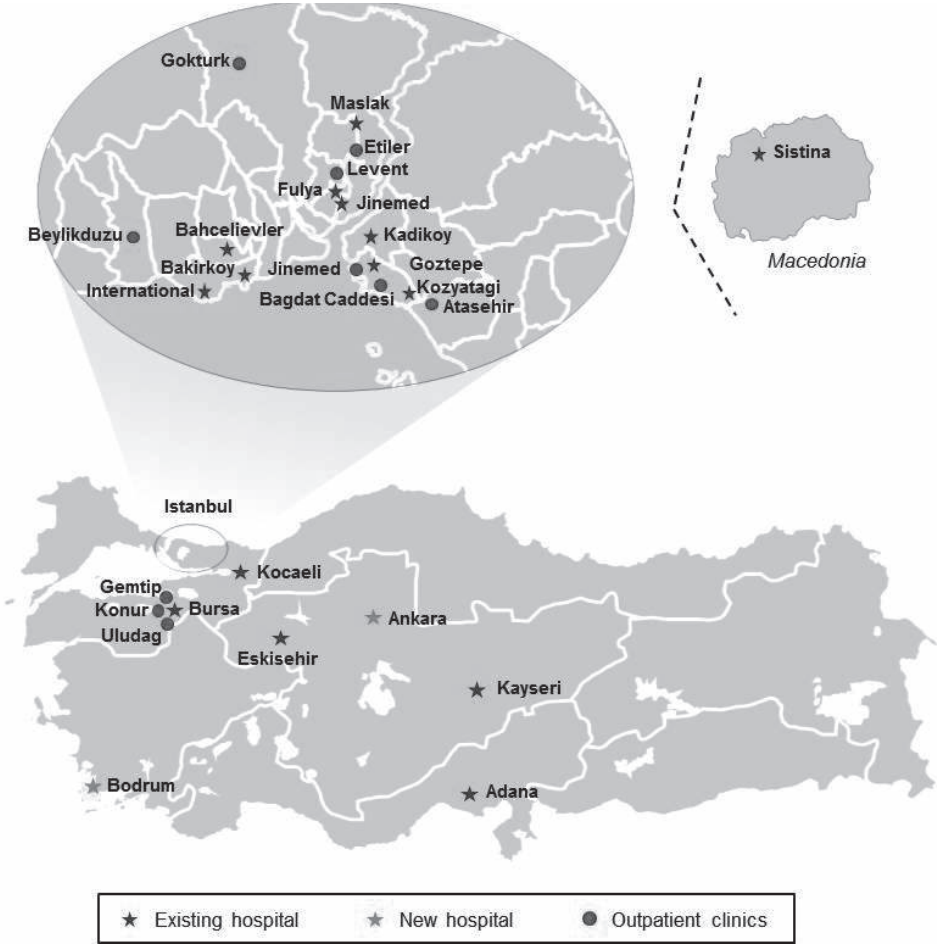 Gokturk
Maslak
Etiler
Levent
Fulya
Jinemed
Sistina
Beylikduzu
Bahcelievler
Kadikoy
Macedonia
Bakirkoy
Jinemed
Goztepe
International
Bagdat Caddesi
Kozyatagi
Atasehir
Istanbul
Kocaeli
Gemtip
Konur
Bursa
Ankara
Uludag
Eskisehir
Kayseri
Bodrum
Adana
Existing hospital New hospital Outpatient clinics